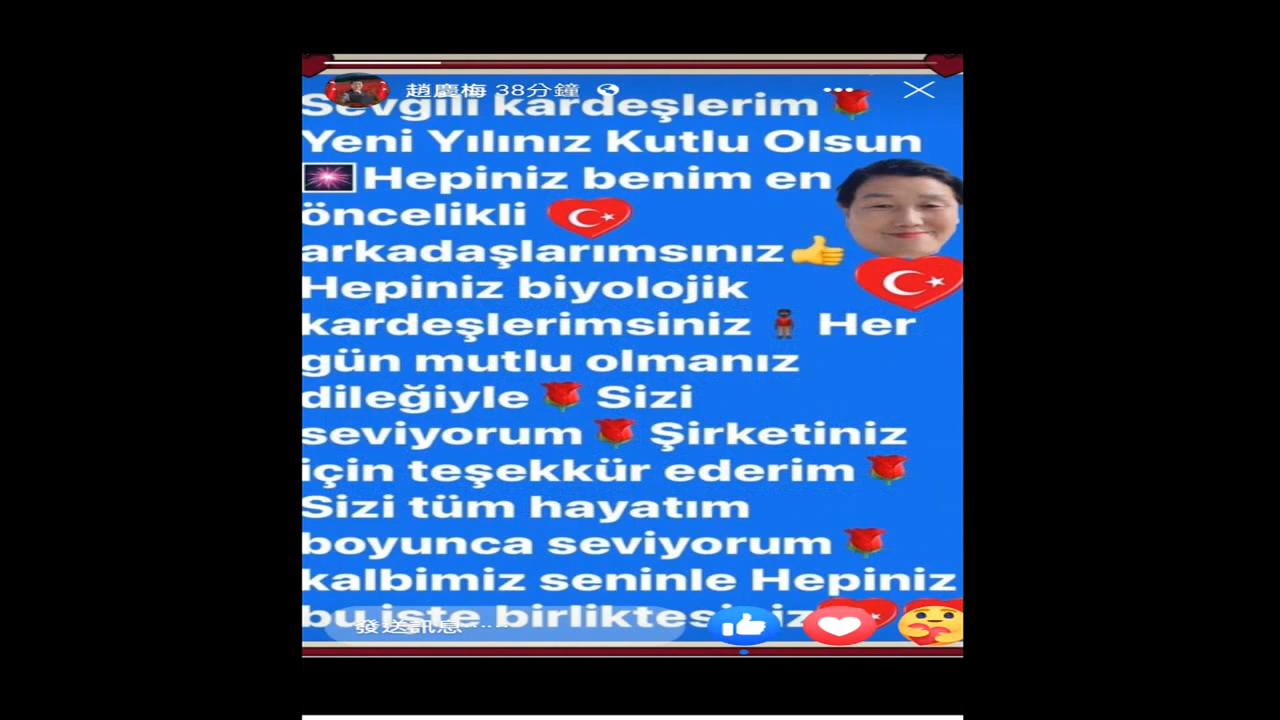 趙慶梅 38分鐘
Sevgili kardeşlerim
Yeni Yılınız Kutlu Olsun
Hepiniz benim en
öncelikli
arkadaşlarımsınız
Hepiniz biyolojik
kardeşlerimsiniz Her
gün mutlu olmanız
dileğiyle Sizi
seviyorum Şirketiniz
için teşekkür ederim
Sizi tüm hayatım
boyunca seviyorum
kalbimiz seninle Hepiniz
bu işte
發送訊息……